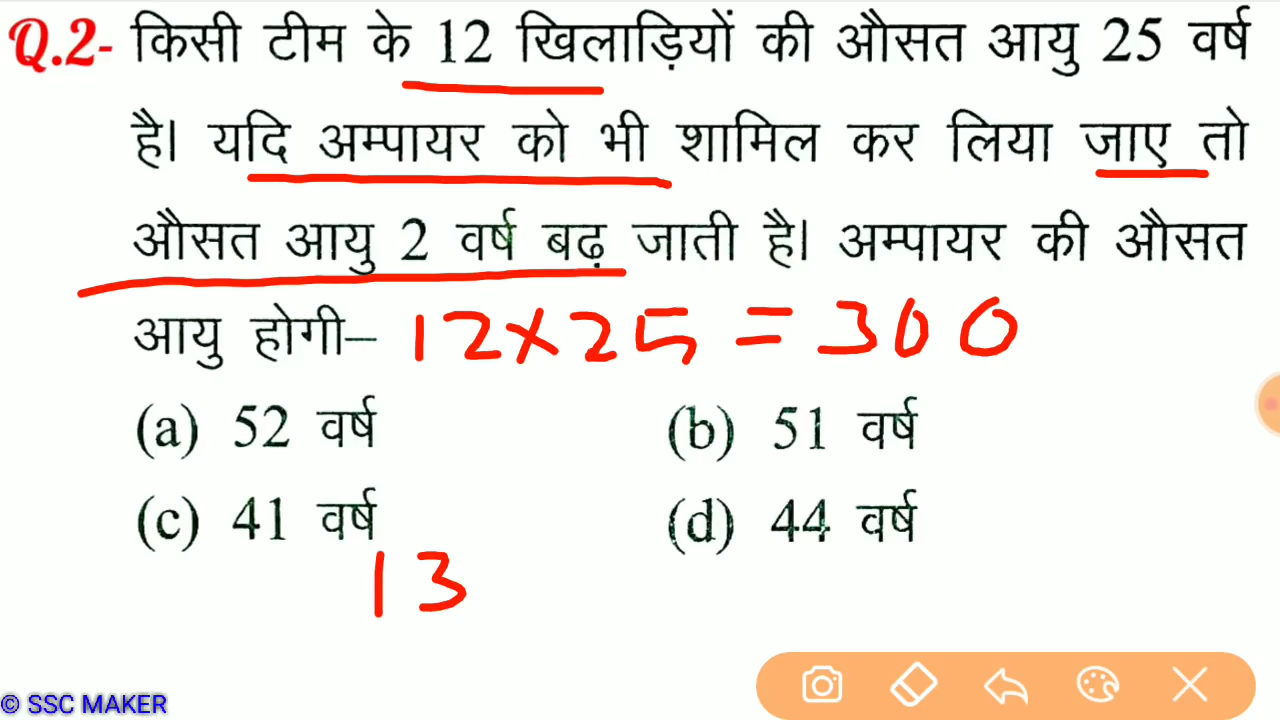 Q.2- किसी टीम के 12 खिलाड़ियों की औसत आयु 25 वर्ष
है। यदि अम्पायर को भी शामिल कर लिया जाए तो
औसत आयु 2 वर्ष बढ़ जाती है। अम्पायर की औसत
आयु होगी– 12×25=300
(a) 52 वर्ष (b) 51 वर्ष
(c) 41 वर्ष (d) 44 वर्ष
13
© SSC MAKER